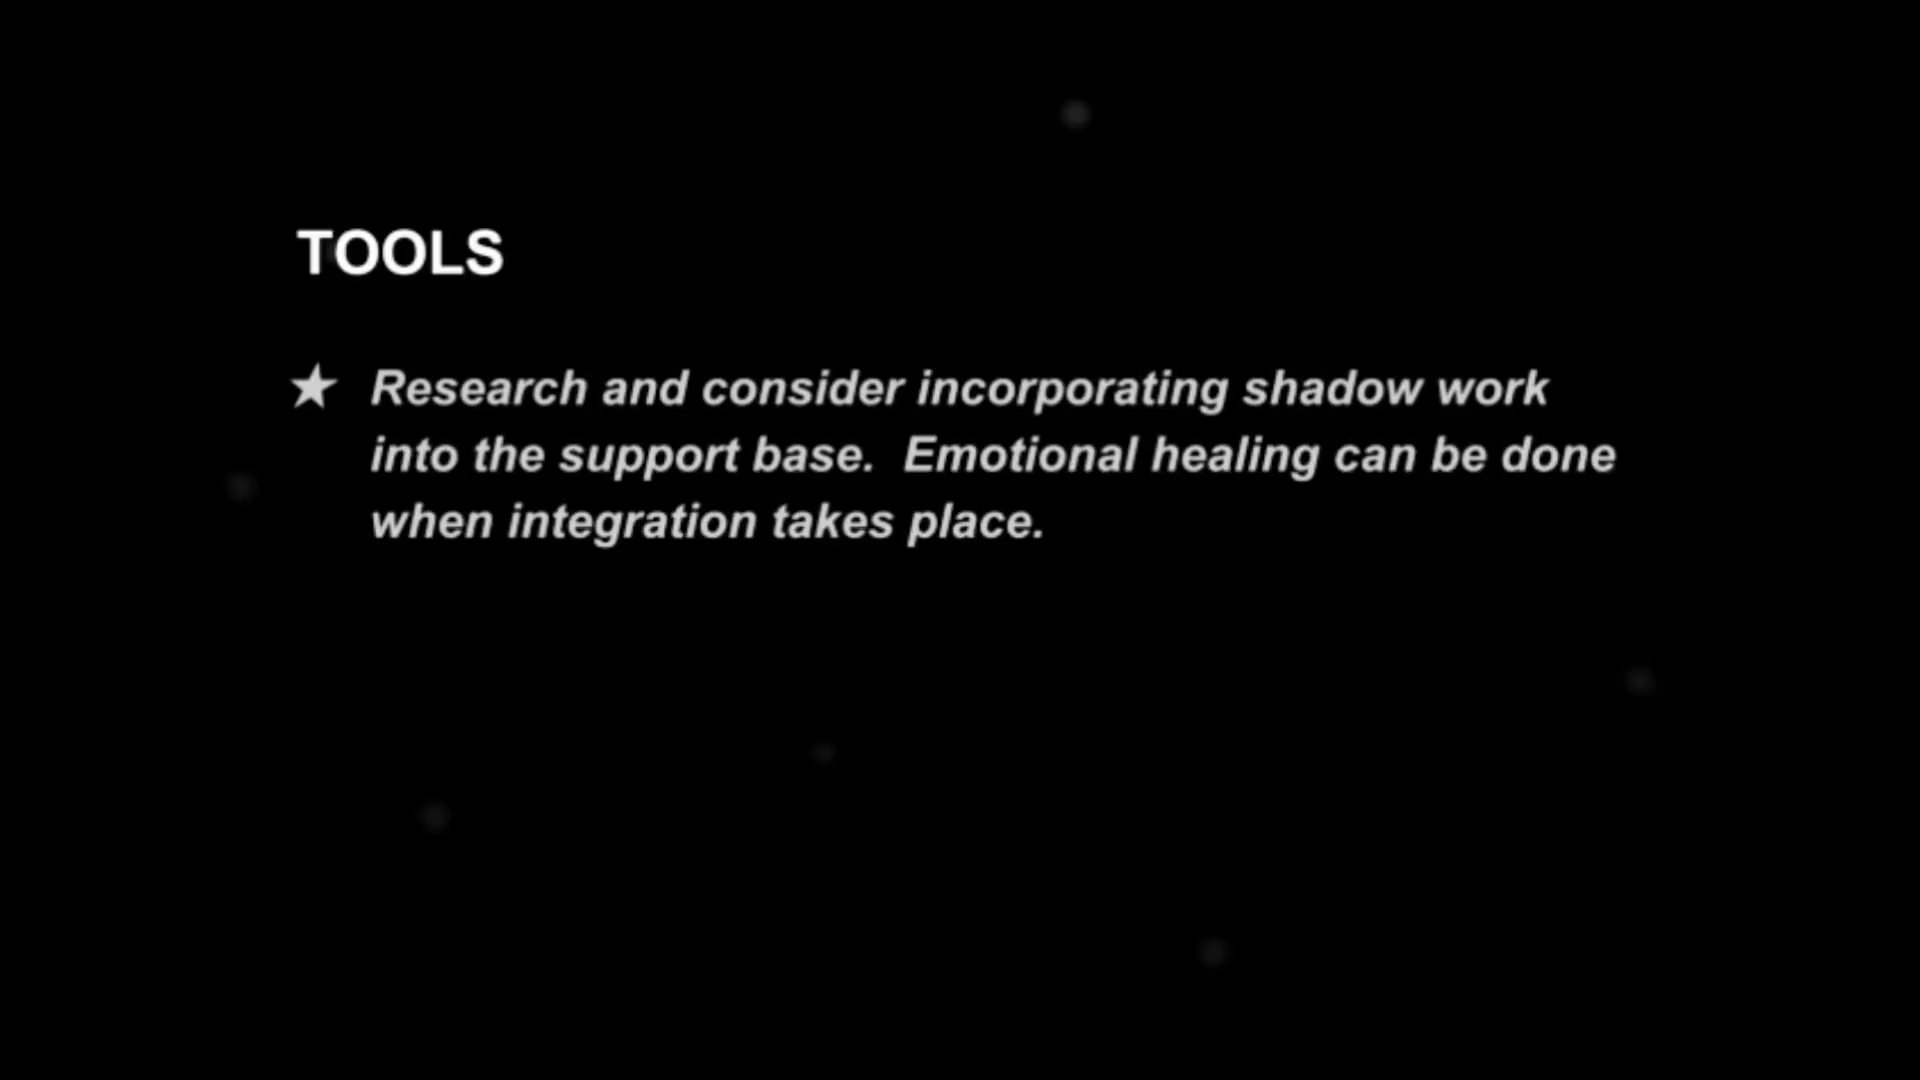 TOOLS
★ Research and consider incorporating shadow work
into the support base.  Emotional healing can be done
when integration takes place.